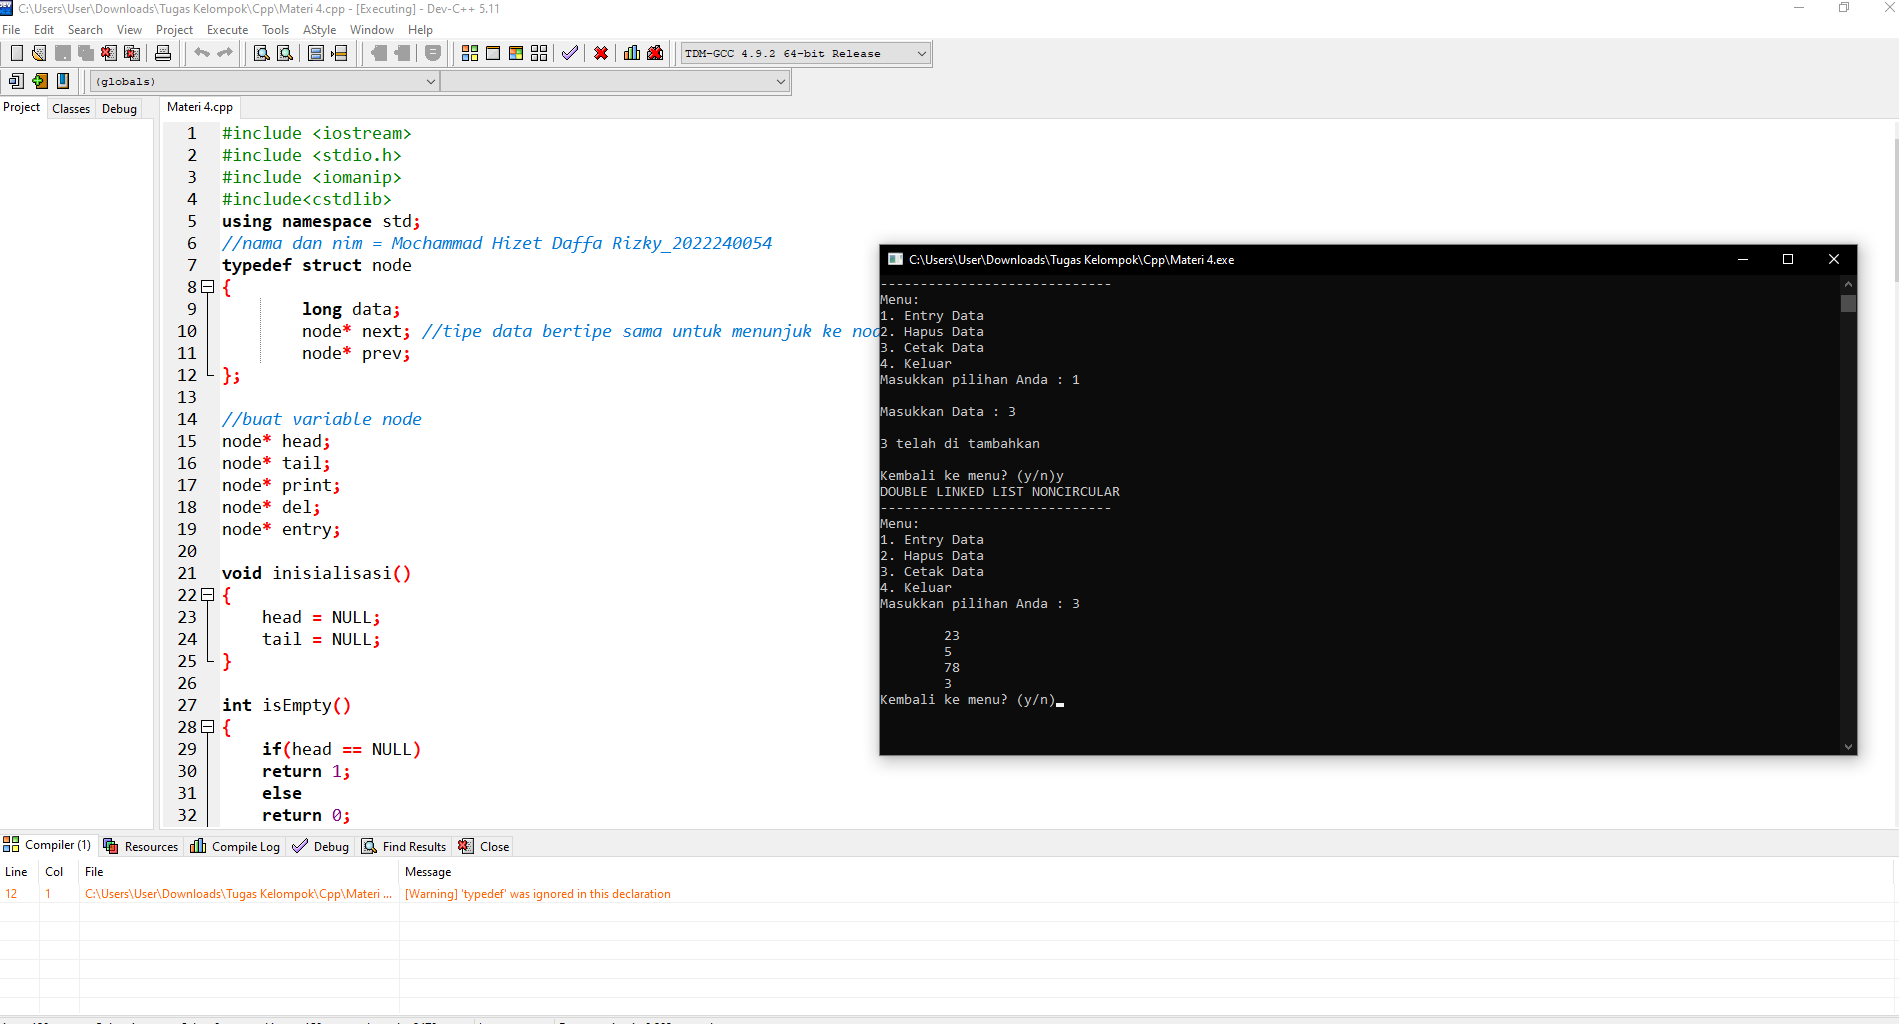 C:\Users\User\Downloads\Tugas Kelompok\Cpp\Materi 4.cpp - [Executing] - Dev-C++ 5.11
File Edit Search View Project Execute Tools AStyle Window Help
TDM-GCC 4.9.2 64-bit Release
(globals)
Project Classes Debug
Materi 4.cpp
1 #include <iostream>
2 #include <stdio.h>
3 #include <iomanip>
4 #include<cstdlib>
5 using namespace std;
6 //nama dan nim = Mochammad Hizet Daffa Rizky_2022240054
7 typedef struct node
8 {
9 long data;
10 node* next; //tipe data bertipe sama untuk menunjuk ke
11 node* prev;
12 };
13
14 //buat variable node
15 node* head;
16 node* tail;
17 node* print;
18 node* del;
19 node* entry;
20
21 void inisialisasi()
22 {
23 head = NULL;
24 tail = NULL;
25 }
26
27 int isEmpty()
28 {
29 if(head == NULL)
30 return 1;
31 else
32 return 0;
C:\Users\User\Downloads\Tugas Kelompok\Cpp\Materi 4.exe
----------------------------
Menu:
1. Entry Data
2. Hapus Data
3. Cetak Data
4. Keluar
Masukkan pilihan Anda : 1
Masukkan Data : 3
3 telah di tambahkan
Kembali ke menu? (y/n)y
DOUBLE LINKED LIST NONCIRCULAR
----------------------------
Menu:
1. Entry Data
2. Hapus Data
3. Cetak Data
4. Keluar
Masukkan pilihan Anda : 3
23
5
78
3
Kembali ke menu? (y/n)
Compiler (1) Resources Compile Log Debug Find Results Close
Line Col File Message
12 1 C:\Users\User\Downloads\Tugas Kelompok\Cpp\Materi ... [Warning] 'typedef' was ignored in this declaration